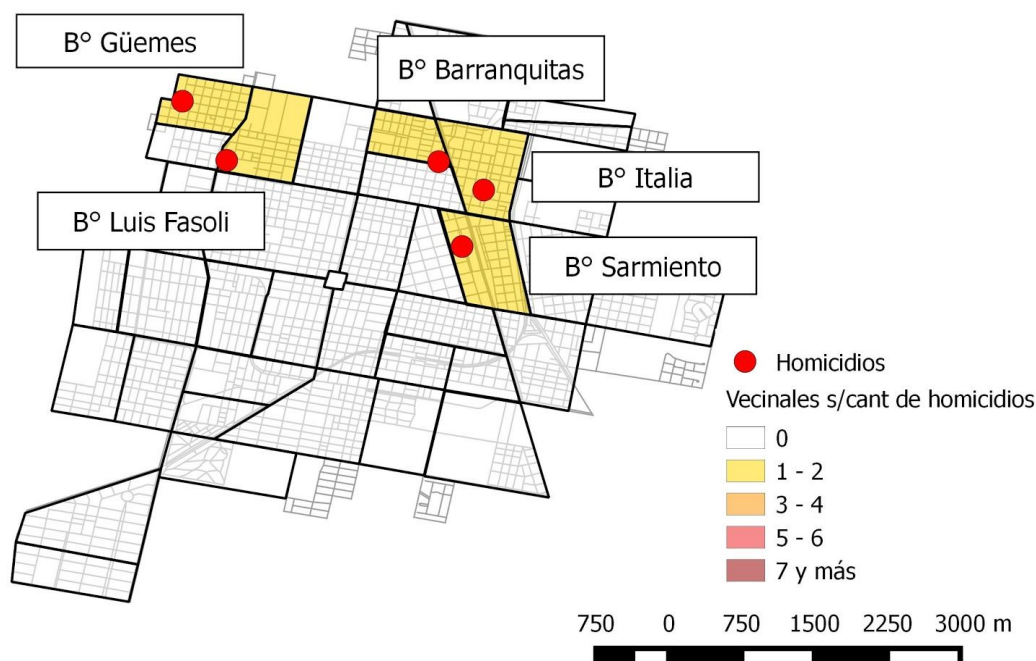 B° Güemes
B° Barranquitas
B° Italia
B° Luis Fasoli
B° Sarmiento
Homicidios
Vecinales s/cant de homicidios
0
1 - 2
3 - 4
5 - 6
7 y más
750 0 750 1500 2250 3000 m